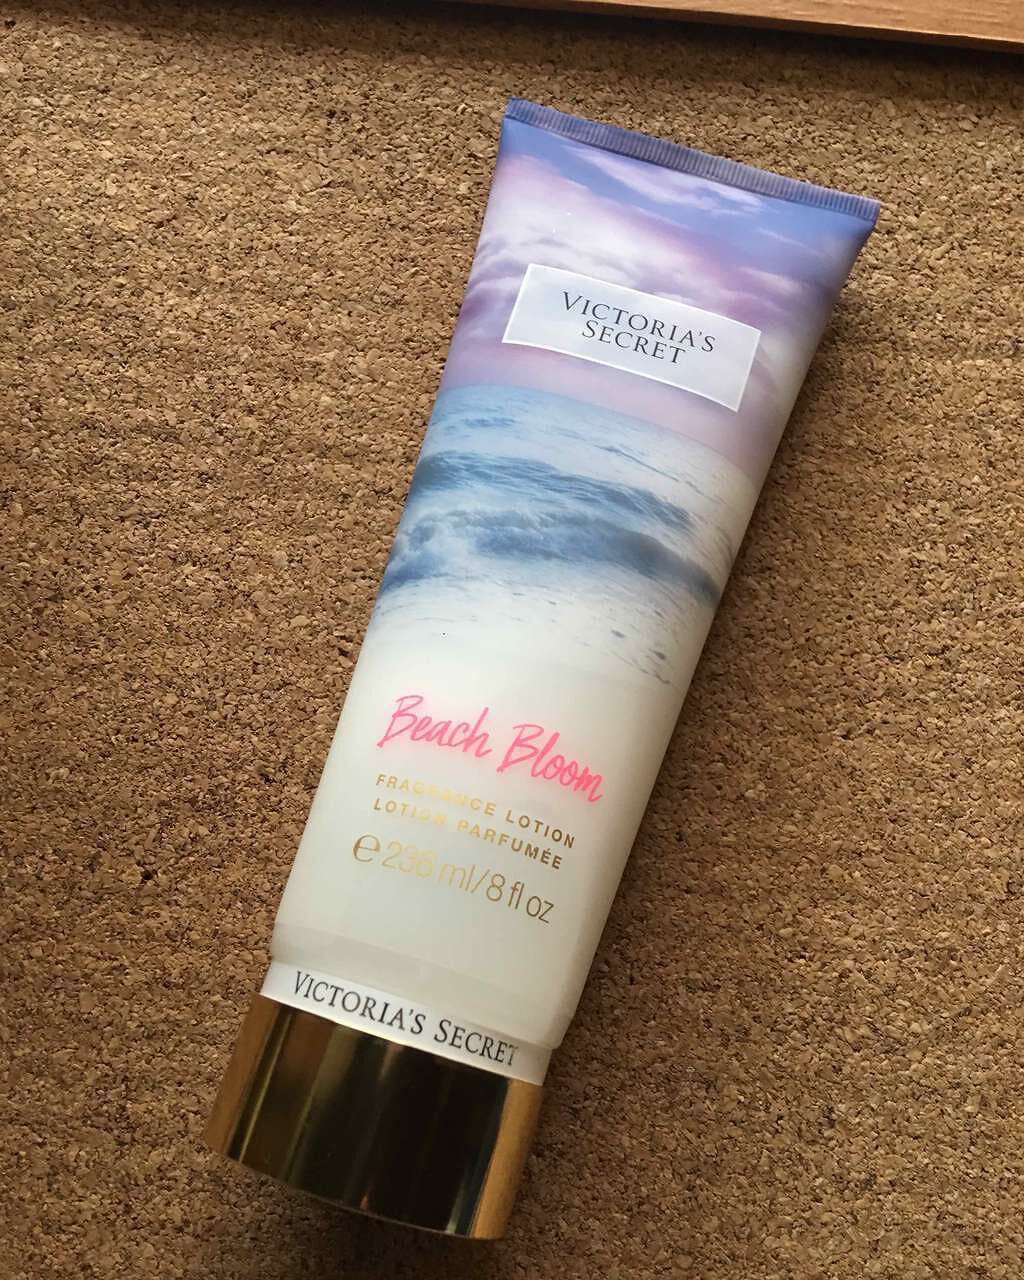 VICTORIA'S
SECRET
Beach Bloom
FRAGRANCE LOTION
LOTION PARFUMÉE
℮ 236 ml/8 fl oz
VICTORIA'S SECRET